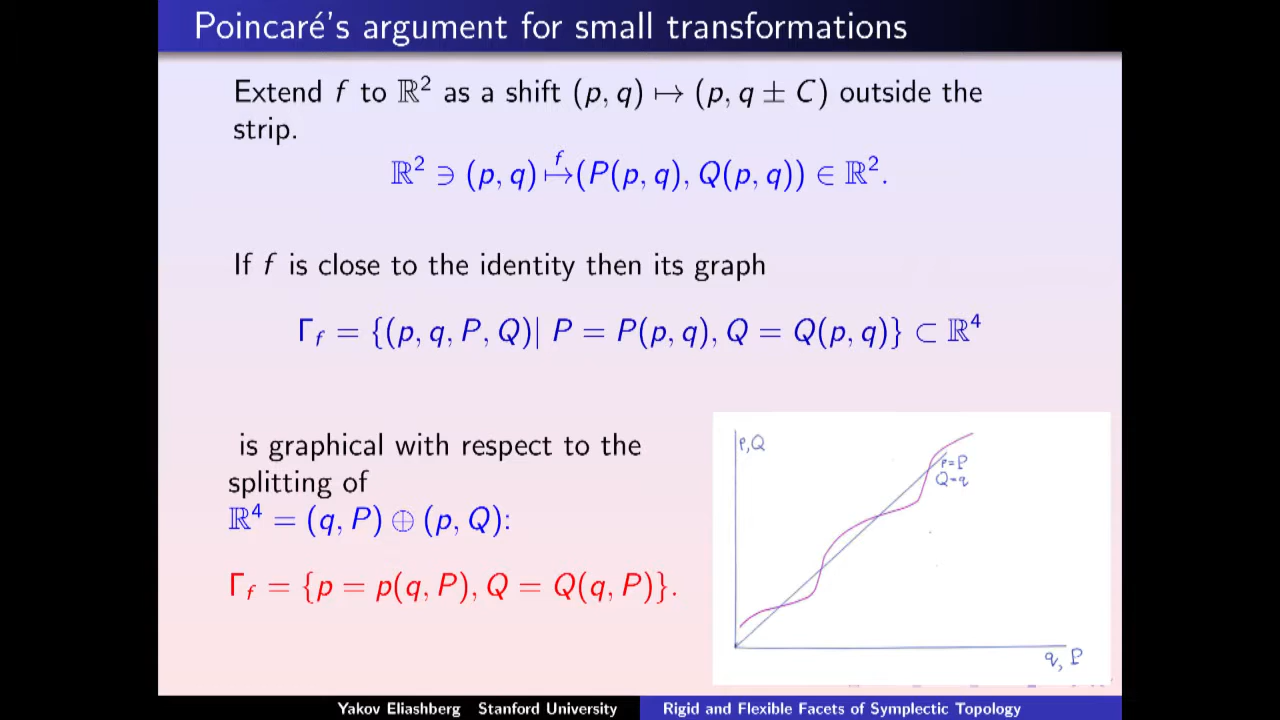 Poincaré's argument for small transformations
Extend f to ℝ² as a shift (p, q) ↦ (p, q ± C) outside the
strip.
ℝ² ∋ (p, q) ↦^f (P(p, q), Q(p, q)) ∈ ℝ².
If f is close to the identity then its graph
Γ_f = {(p, q, P, Q)| P = P(p, q), Q = Q(p, q)} ⊂ ℝ⁴
is graphical with respect to the
splitting of
ℝ⁴ = (q, P) ⊕ (p, Q):
Γ_f = {p = p(q, P), Q = Q(q, P)}.
p,Q
p=P
Q=q
q, P
Yakov Eliashberg Stanford University
Rigid and Flexible Facets of Symplectic Topology